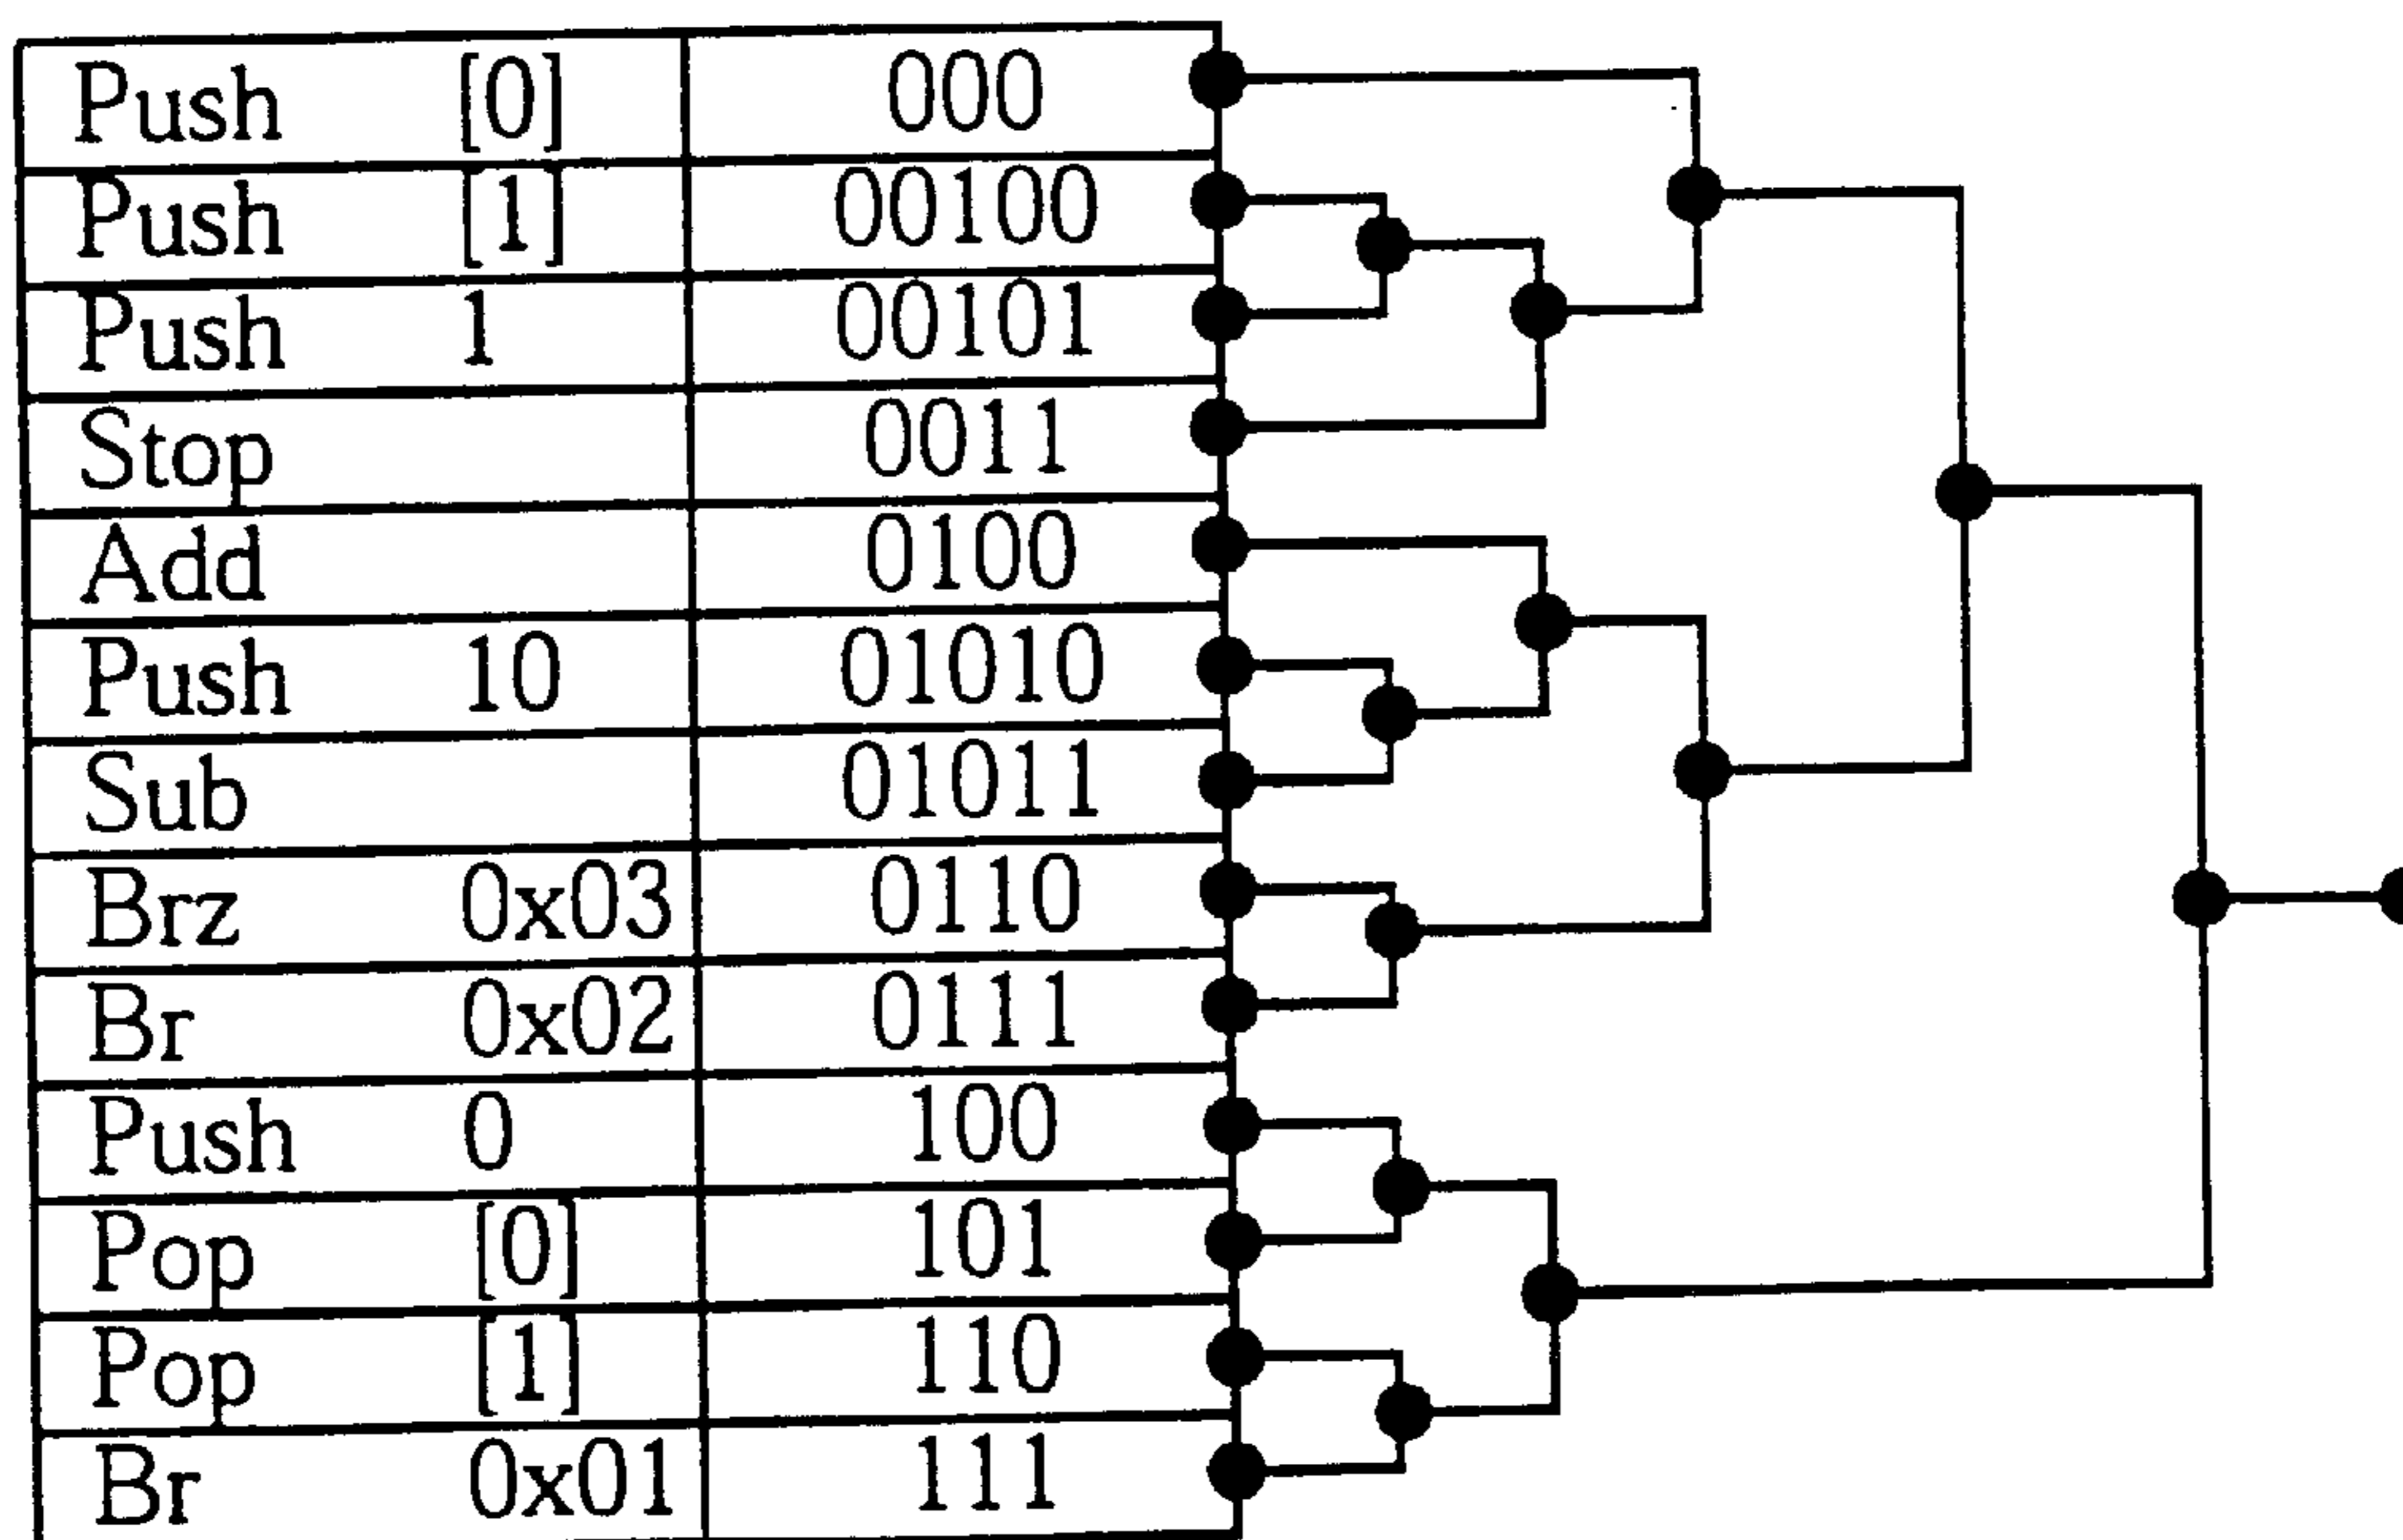 Push [0] 000
Push [1] 00100
Push 1 00101
Stop 0011
Add 0100
Push 10 01010
Sub 01011
Brz 0x03 0110
Br 0x02 0111
Push 0 100
Pop [0] 101
Pop [1] 110
Br 0x01 111